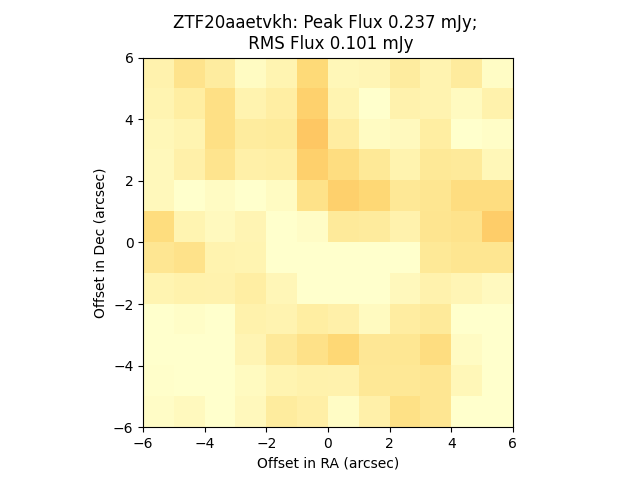 ZTF20aaetvkh: Peak Flux 0.237 mJy;
RMS Flux 0.101 mJy
6
4
2
0
−2
−4
−6
Offset in Dec (arcsec)
−6 −4 −2 0 2 4 6
Offset in RA (arcsec)